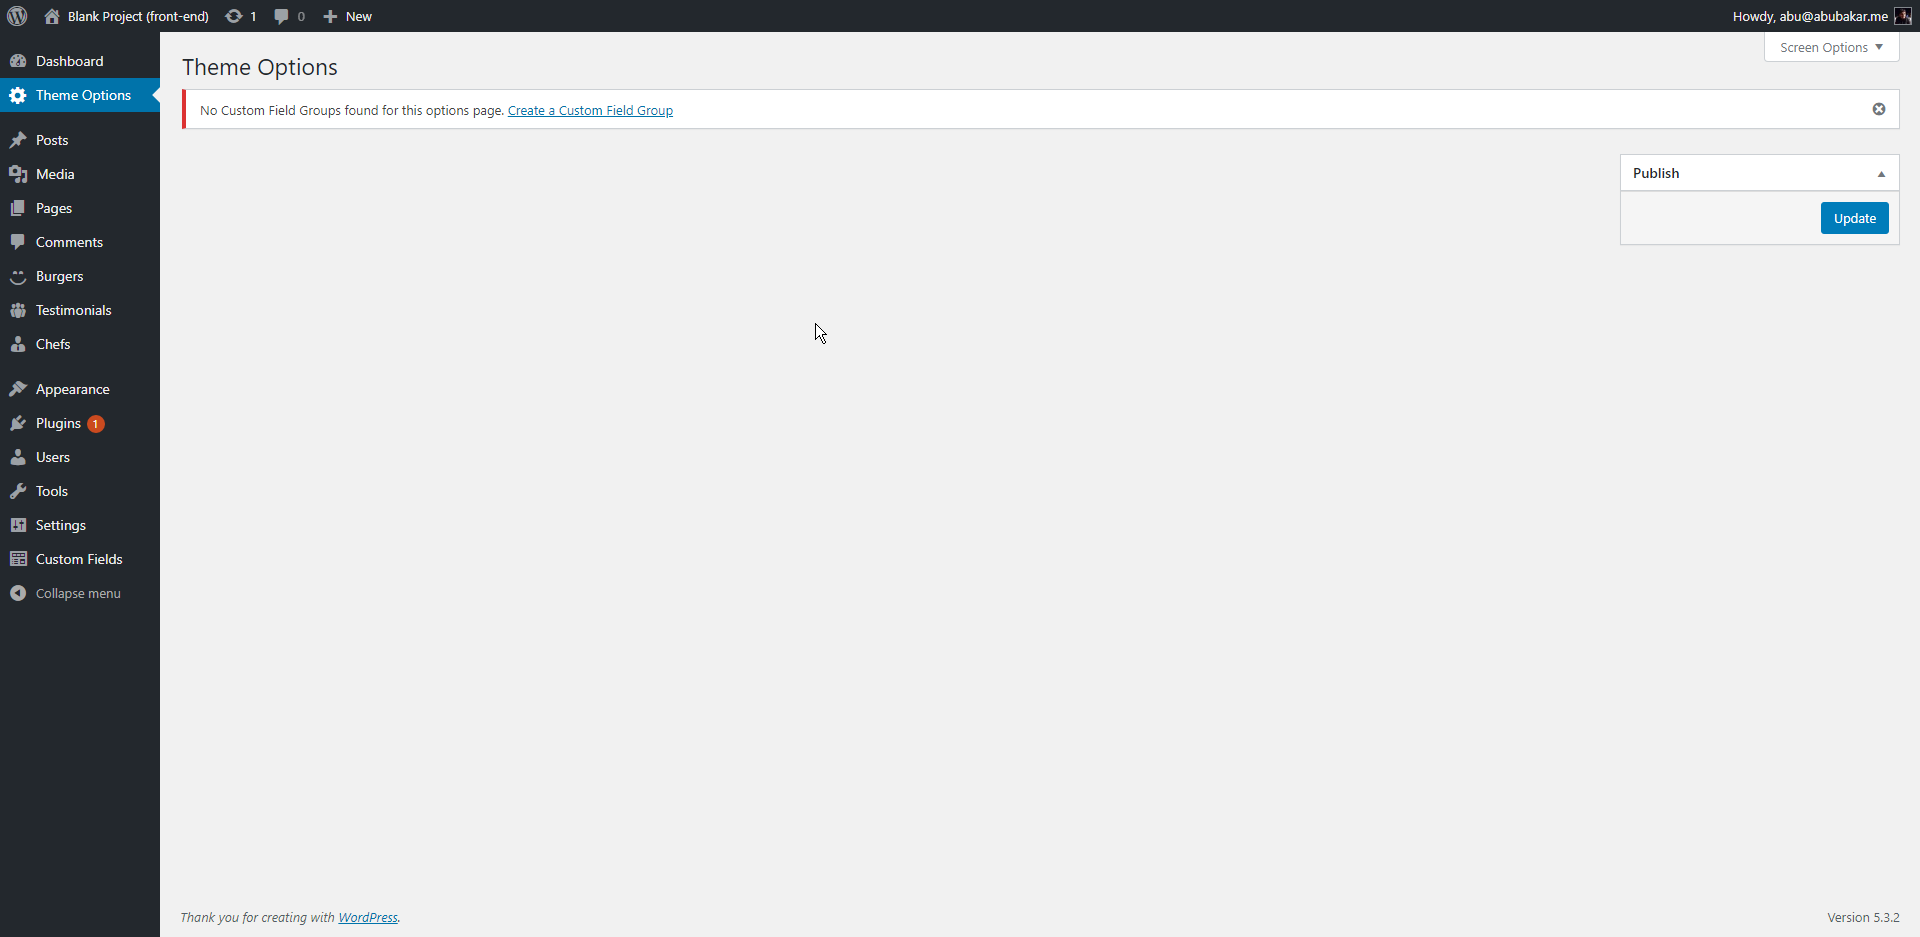 Blank Project (front-end) 1 0 New Howdy, abu@abubakar.me
Screen Options
Dashboard
Theme Options
Posts
Media
Pages
Comments
Burgers
Testimonials
Chefs
Appearance
Plugins 1
Users
Tools
Settings
Custom Fields
Collapse menu
Theme Options
No Custom Field Groups found for this options page. Create a Custom Field Group
Publish
Update
Thank you for creating with WordPress.
Version 5.3.2